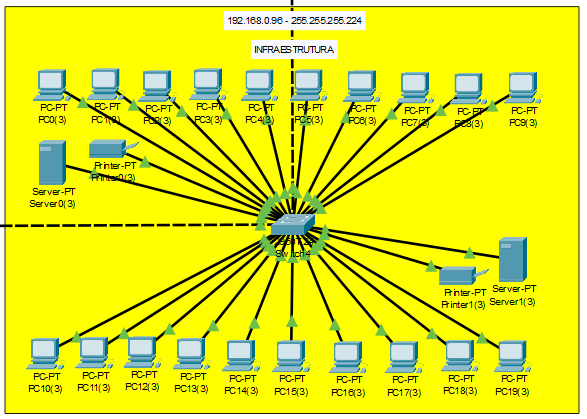 192.168.0.96 - 255.255.255.224
INFRAESTRUTURA
PC-PT
PC0(3)
PC-PT
PC1(3)
PC-PT
PC2(3)
PC-PT
PC3(3)
PC-PT
PC4(3)
PC-PT
PC5(3)
PC-PT
PC6(3)
PC-PT
PC7(3)
PC-PT
PC8(3)
PC-PT
PC9(3)
Server-PT
Server0(3)
Printer-PT
Printer0(3)
Switch4
Printer-PT
Printer1(3)
Server-PT
Server1(3)
PC-PT
PC10(3)
PC-PT
PC11(3)
PC-PT
PC12(3)
PC-PT
PC13(3)
PC-PT
PC14(3)
PC-PT
PC15(3)
PC-PT
PC16(3)
PC-PT
PC17(3)
PC-PT
PC18(3)
PC-PT
PC19(3)